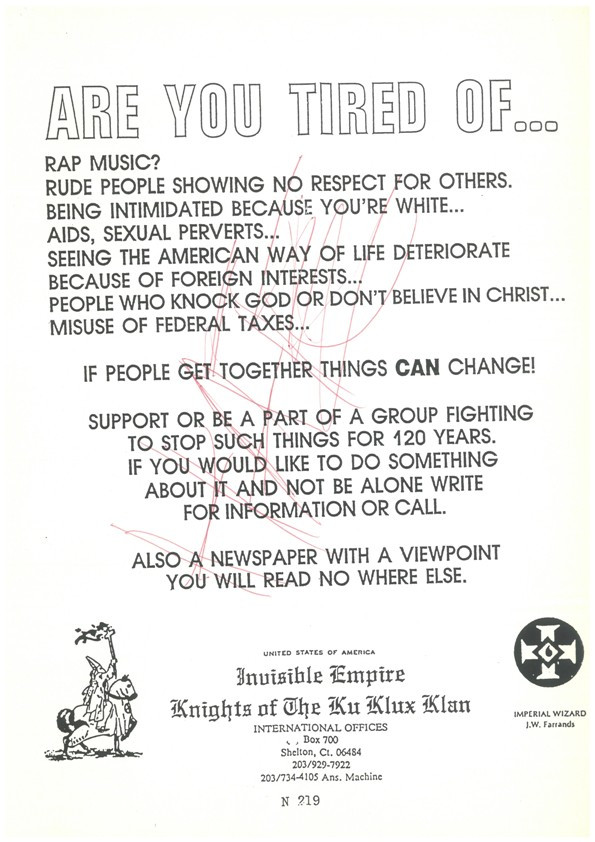 ARE YOU TIRED OF...
RAP MUSIC?
RUDE PEOPLE SHOWING NO RESPECT FOR OTHERS.
BEING INTIMIDATED BECAUSE YOU'RE WHITE...
AIDS, SEXUAL PERVERTS...
SEEING THE AMERICAN WAY OF LIFE DETERIORATE
BECAUSE OF FOREIGN INTERESTS...
PEOPLE WHO KNOCK GOD OR DON'T BELIEVE IN CHRIST...
MISUSE OF FEDERAL TAXES...
IF PEOPLE GET TOGETHER THINGS CAN CHANGE!
SUPPORT OR BE A PART OF A GROUP FIGHTING
TO STOP SUCH THINGS FOR 120 YEARS.
IF YOU WOULD LIKE TO DO SOMETHING
ABOUT IT AND NOT BE ALONE WRITE
FOR INFORMATION OR CALL.
ALSO A NEWSPAPER WITH A VIEWPOINT
YOU WILL READ NO WHERE ELSE.
UNITED STATES OF AMERICA
Invisible Empire
Knights of The Ku Klux Klan
INTERNATIONAL OFFICES
Box 700
Shelton, Ct. 06484
203/929-7922
203/734-4105 Ans. Machine
N 219
IMPERIAL WIZARD
J.W. Farrands